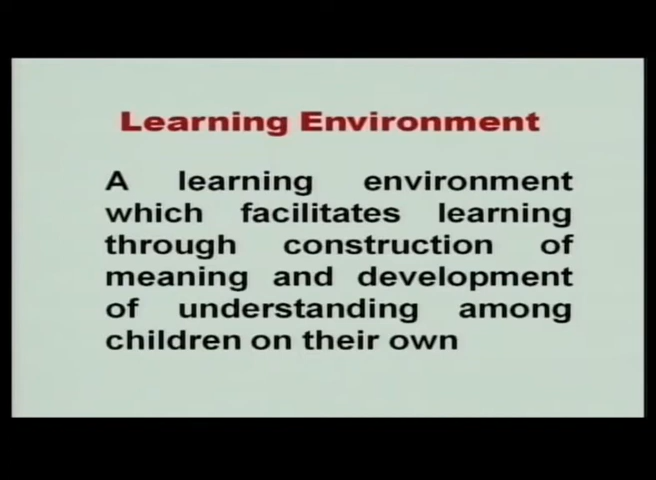 Learning Environment
A learning environment
which facilitates learning
through construction of
meaning and development
of understanding among
children on their own